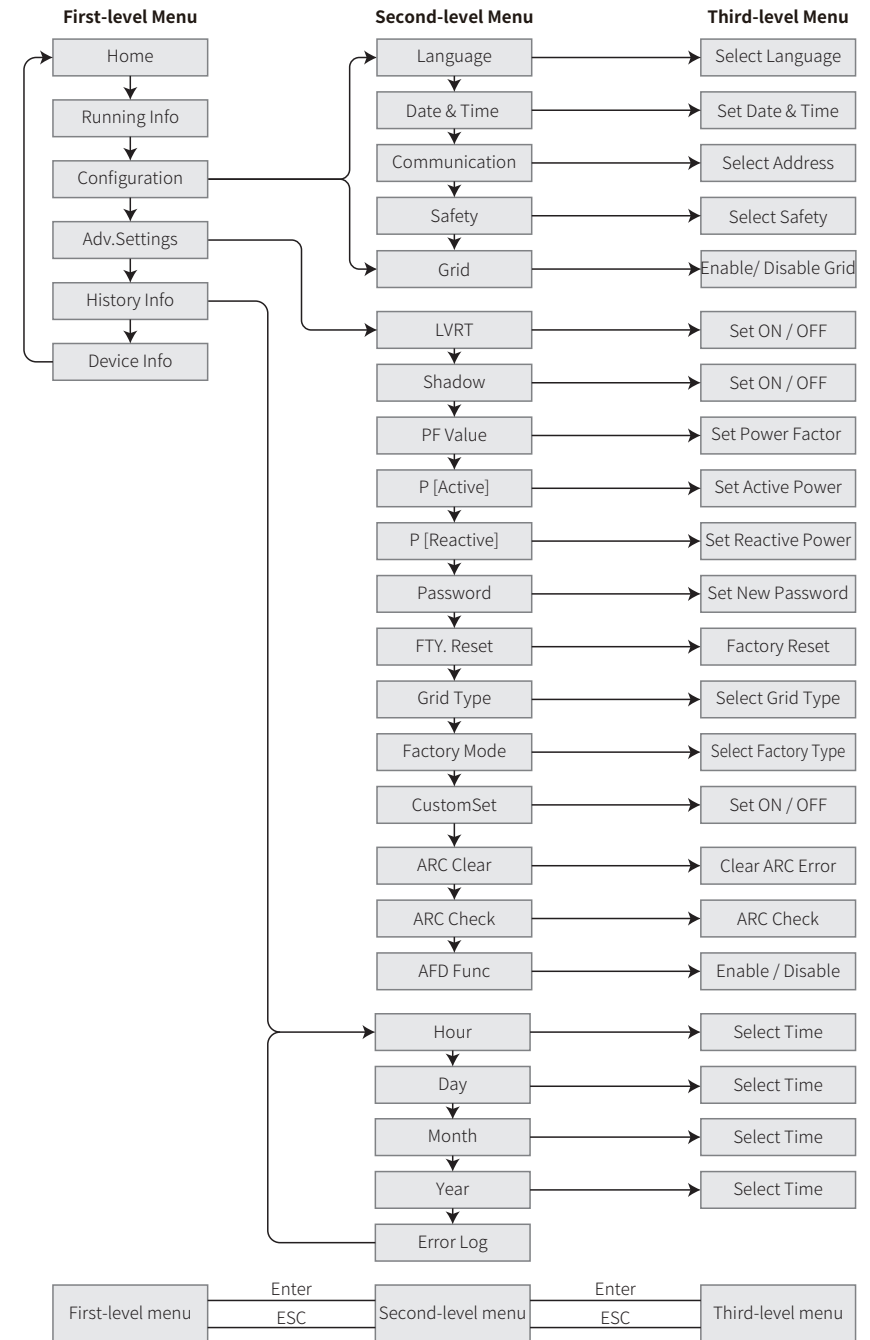 First-level Menu
Second-level Menu
Third-level Menu
Home
Running Info
Configuration
Adv.Settings
History Info
Device Info
Language
Select Language
Date & Time
Set Date & Time
Communication
Select Address
Safety
Select Safety
Grid
Enable/ Disable Grid
LVRT
Set ON / OFF
Shadow
Set ON / OFF
PF Value
Set Power Factor
P [Active]
Set Active Power
P [Reactive]
Set Reactive Power
Password
Set New Password
FTY. Reset
Factory Reset
Grid Type
Select Grid Type
Factory Mode
Select Factory Type
CustomSet
Set ON / OFF
ARC Clear
Clear ARC Error
ARC Check
ARC Check
AFD Func
Enable / Disable
Hour
Select Time
Day
Select Time
Month
Select Time
Year
Select Time
Error Log
First-level menu
Enter
ESC
Second-level menu
Enter
ESC
Third-level menu